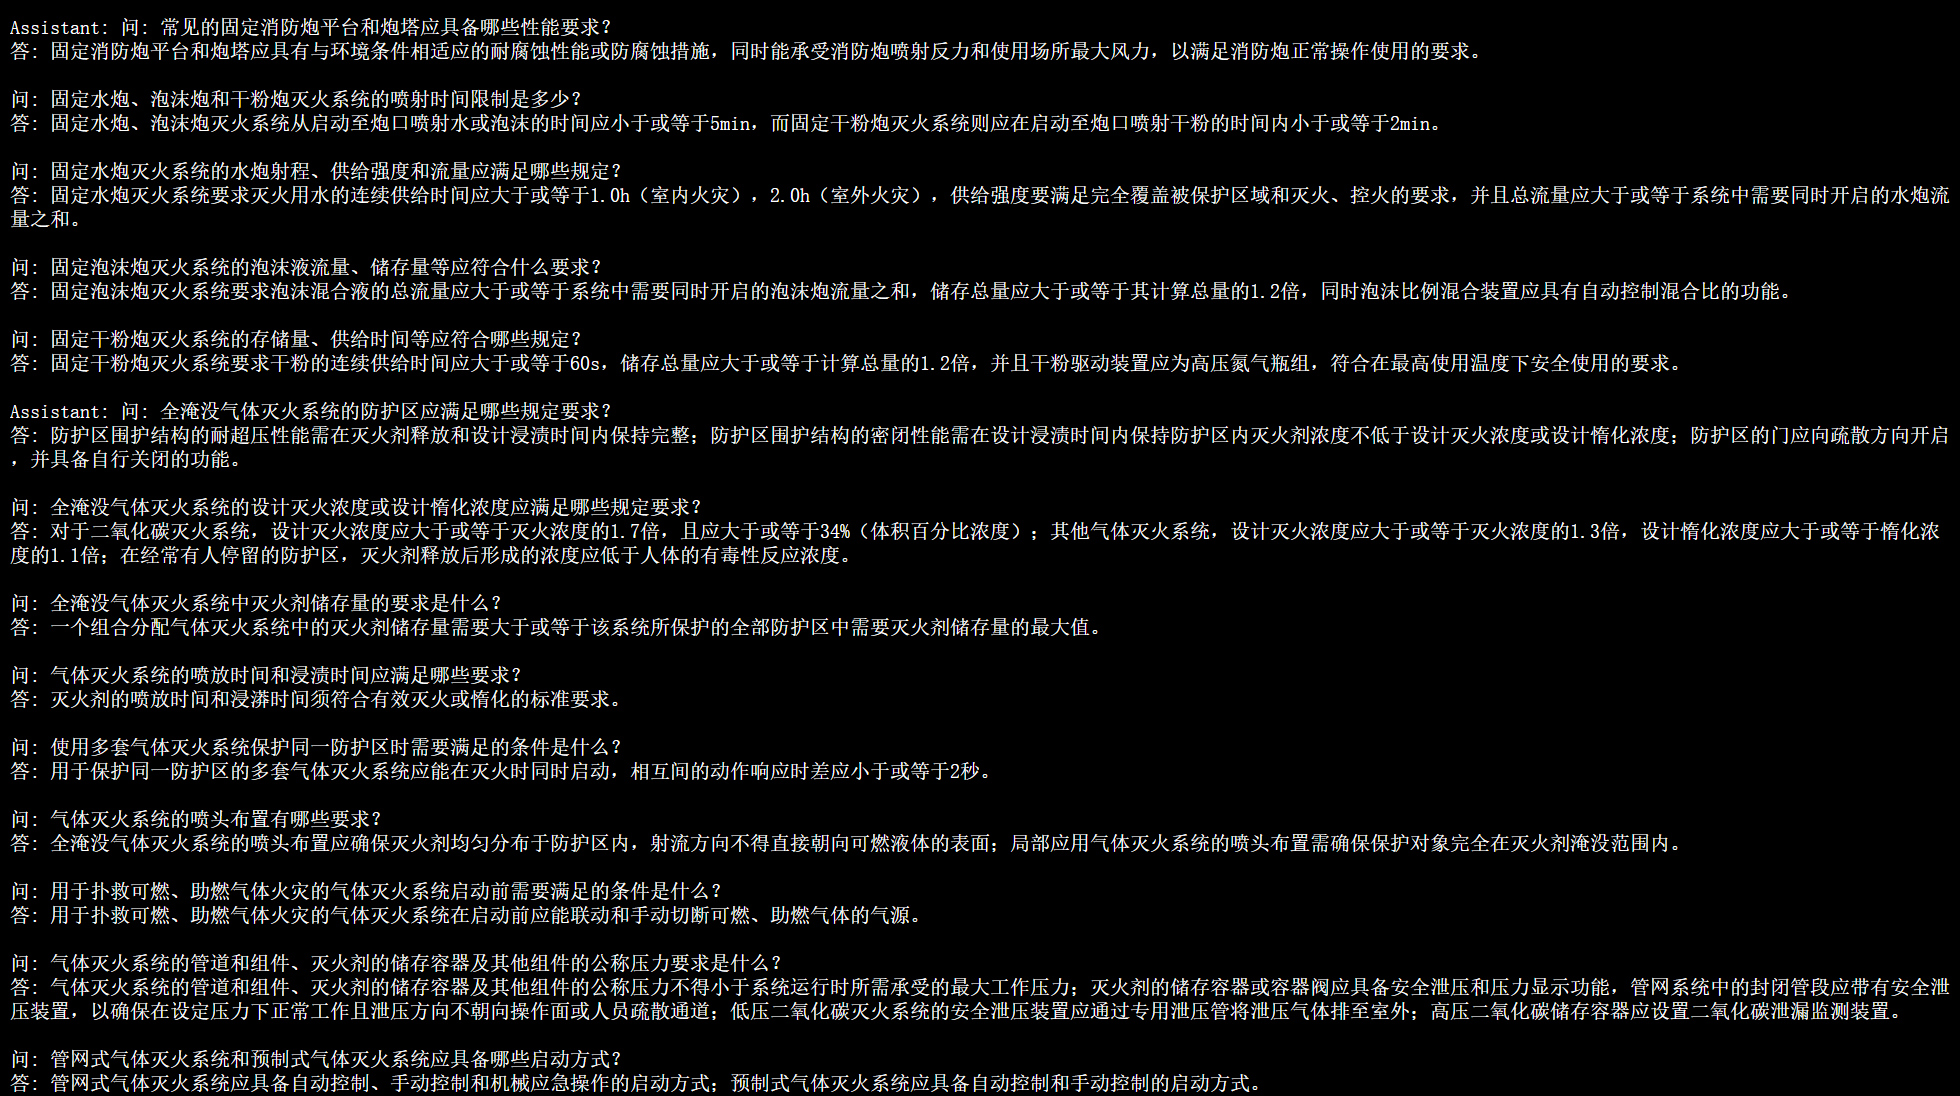 Assistant: 问: 常见的固定消防炮平台和炮塔应具备哪些性能要求?
答: 固定消防炮平台和炮塔应具有与环境条件相适应的耐腐蚀性能或防腐蚀措施，同时能承受消防炮喷射反力和使用场所最大风力，以满足消防炮正常操作使用的要求。
问: 固定水炮、泡沫炮和干粉炮灭火系统的喷射时间限制是多少?
答: 固定水炮、泡沫炮灭火系统从启动至炮口喷射水或泡沫的时间应小于或等于5min，而固定干粉炮灭火系统则应在启动至炮口喷射干粉的时间内小于或等于2min。
问: 固定水炮灭火系统的水炮射程、供给强度和流量应满足哪些规定?
答: 固定水炮灭火系统要求灭火用水的连续供给时间应大于或等于1.0h（室内火灾），2.0h（室外火灾），供给强度要满足完全覆盖被保护区域和灭火、控火的要求，并且总流量应大于或等于系统中需要同时开启的水炮流
量之和。
问: 固定泡沫炮灭火系统的泡沫液流量、储存量等应符合什么要求?
答: 固定泡沫炮灭火系统要求泡沫混合液的总流量应大于或等于系统中需要同时开启的泡沫炮流量之和，储存总量应大于或等于其计算总量的1.2倍，同时泡沫比例混合装置应具有自动控制混合比的功能。
问: 固定干粉炮灭火系统的存储量、供给时间等应符合哪些规定?
答: 固定干粉炮灭火系统要求干粉的连续供给时间应大于或等于60s，储存总量应大于或等于计算总量的1.2倍，并且干粉驱动装置应为高压氮气瓶组，符合在最高使用温度下安全使用的要求。
Assistant: 问: 全淹没气体灭火系统的防护区应满足哪些规定要求?
答: 防护区围护结构的耐超压性能需在灭火剂释放和设计浸渍时间内保持完整；防护区围护结构的密闭性能需在设计浸渍时间内保持防护区内灭火剂浓度不低于设计灭火浓度或设计惰化浓度；防护区的门应向疏散方向开启
，并具备自行关闭的功能。
问: 全淹没气体灭火系统的设计灭火浓度或设计惰化浓度应满足哪些规定要求?
答: 对于二氧化碳灭火系统，设计灭火浓度应大于或等于灭火浓度的1.7倍，且应大于或等于34%（体积百分比浓度）；其他气体灭火系统，设计灭火浓度应大于或等于灭火浓度的1.3倍，设计惰化浓度应大于或等于惰化浓
度的1.1倍；在经常有人停留的防护区，灭火剂释放后形成的浓度应低于人体的有毒性反应浓度。
问: 全淹没气体灭火系统中灭火剂储存量的要求是什么?
答: 一个组合分配气体灭火系统中的灭火剂储存量需要大于或等于该系统所保护的全部防护区中需要灭火剂储存量的最大值。
问: 气体灭火系统的喷放时间和浸渍时间应满足哪些要求?
答: 灭火剂的喷放时间和浸漭时间须符合有效灭火或惰化的标准要求。
问: 使用多套气体灭火系统保护同一防护区时需要满足的条件是什么?
答: 用于保护同一防护区的多套气体灭火系统应能在灭火时同时启动，相互间的动作响应时差应小于或等于2秒。
问: 气体灭火系统的喷头布置有哪些要求?
答: 全淹没气体灭火系统的喷头布置应确保灭火剂均匀分布于防护区内，射流方向不得直接朝向可燃液体的表面；局部应用气体灭火系统的喷头布置需确保保护对象完全在灭火剂淹没范围内。
问: 用于扑救可燃、助燃气体火灾的气体灭火系统启动前需要满足的条件是什么?
答: 用于扑救可燃、助燃气体火灾的气体灭火系统在启动前应能联动和手动切断可燃、助燃气体的气源。
问: 气体灭火系统的管道和组件、灭火剂的储存容器及其他组件的公称压力要求是什么?
答: 气体灭火系统的管道和组件、灭火剂的储存容器及其他组件的公称压力不得小于系统运行时所需承受的最大工作压力；灭火剂的储存容器或容器阀应具备安全泄压和压力显示功能，管网系统中的封闭管段应带有安全泄
压装置，以确保在设定压力下正常工作且泄压方向不朝向操作面或人员疏散通道；低压二氧化碳灭火系统的安全泄压装置应通过专用泄压管将泄压气体排至室外；高压二氧化碳储存容器应设置二氧化碳泄漏监测装置。
问: 管网式气体灭火系统和预制式气体灭火系统应具备哪些启动方式?
答: 管网式气体灭火系统应具备自动控制、手动控制和机械应急操作的启动方式；预制式气体灭火系统应具备自动控制和手动控制的启动方式。